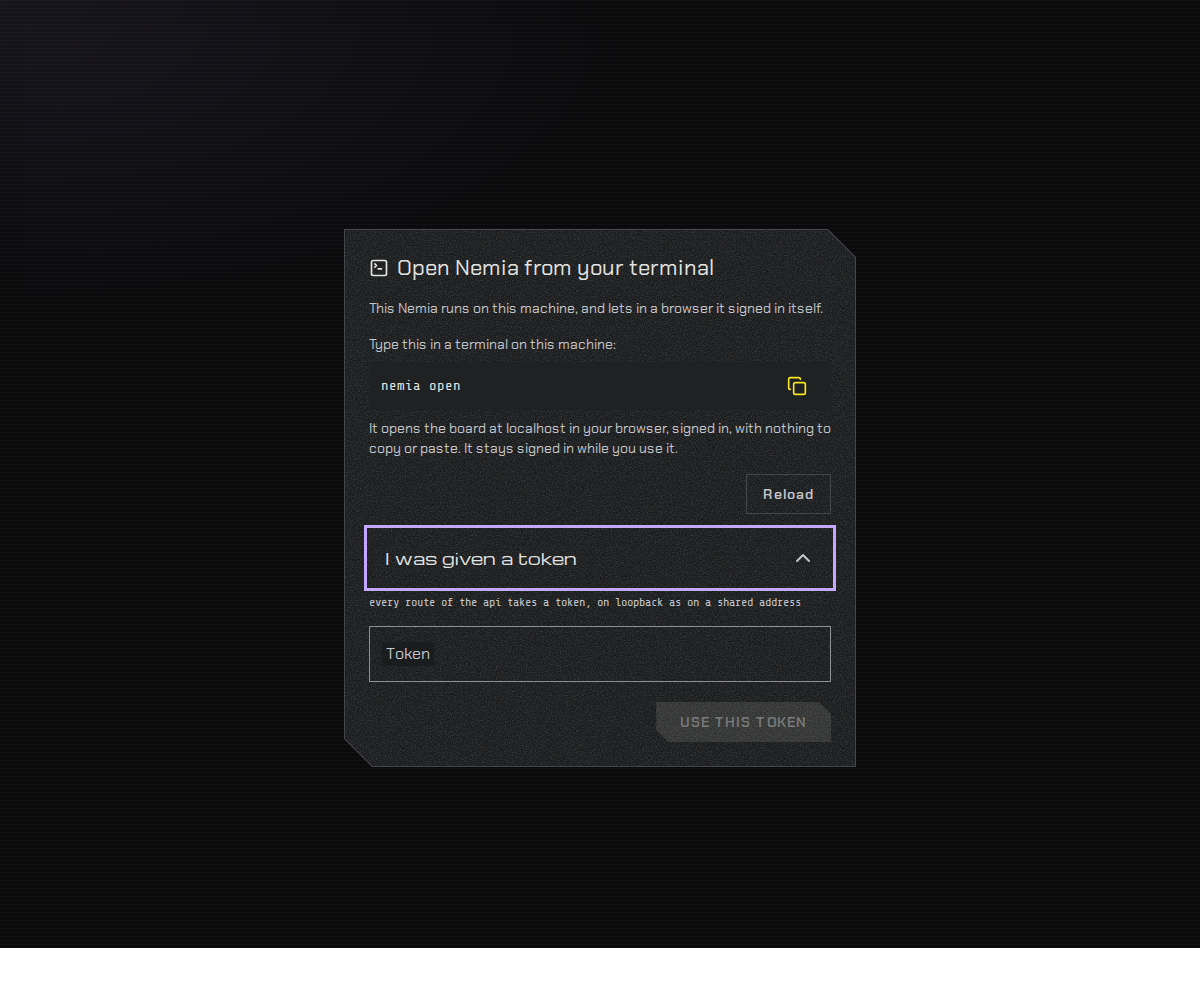 Open Nemia from your terminal
This Nemia runs on this machine, and lets in a browser it signed in itself.
Type this in a terminal on this machine:
nemia open
It opens the board at localhost in your browser, signed in, with nothing to
copy or paste. It stays signed in while you use it.
Reload
I was given a token
every route of the api takes a token, on loopback as on a shared address
Token
USE THIS TOKEN